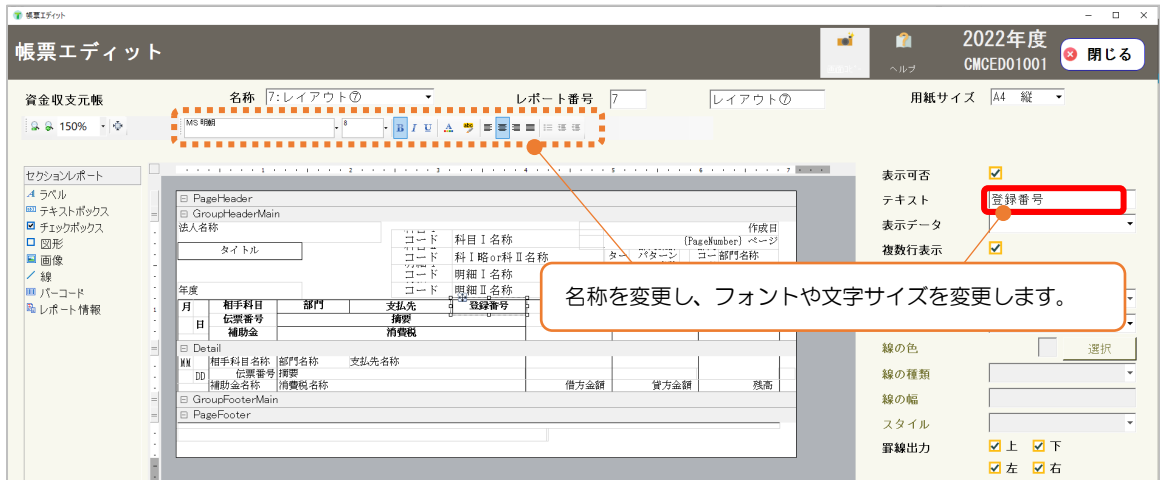 帳票エディット
帳票エディット
ヘルプ
2022年度
CMCED01001
閉じる
資金収支元帳
名称 7:レイアウト⑦
レポート番号 7 レイアウト⑦
用紙サイズ A4 縦
150%
MS 明朝 8 B I U
セクションレポート
ラベル
テキストボックス
チェックボックス
図形
画像
線
バーコード
レポート情報
PageHeader
GroupHeaderMain
法人名称
作成日
コード 科目Ⅰ名称
{PageNumber} ページ
タイトル
コード 科Ⅰ略or科Ⅱ名称
ター パターン コー部門名称
コード 明細Ⅰ名称
年度
コード 明細Ⅱ名称
月 相手科目 部門 支払先 登録番号
日 伝票番号 摘要
補助金 消費税
Detail
MM 相手科目名称 部門名称 支払先名称
DD 伝票番号 摘要
補助金名称 消費税名称 借方金額 貸方金額 残高
GroupFooterMain
PageFooter
表示可否
テキスト 登録番号
表示データ
複数行表示
名称を変更し、フォントや文字サイズを変更します。
線の色 選択
線の種類
線の幅
スタイル
罫線出力 上 下
左 右